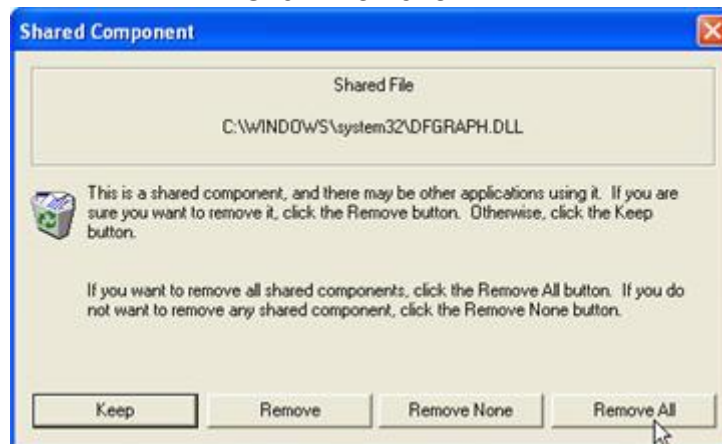 Shared Component
Shared File
C:\WINDOWS\system32\DFGRAPH.DLL
This is a shared component, and there may be other applications using it. If you are
sure you want to remove it, click the Remove button. Otherwise, click the Keep
button.
If you want to remove all shared components, click the Remove All button. If you do
not want to remove any shared component, click the Remove None button.
Keep Remove Remove None Remove All